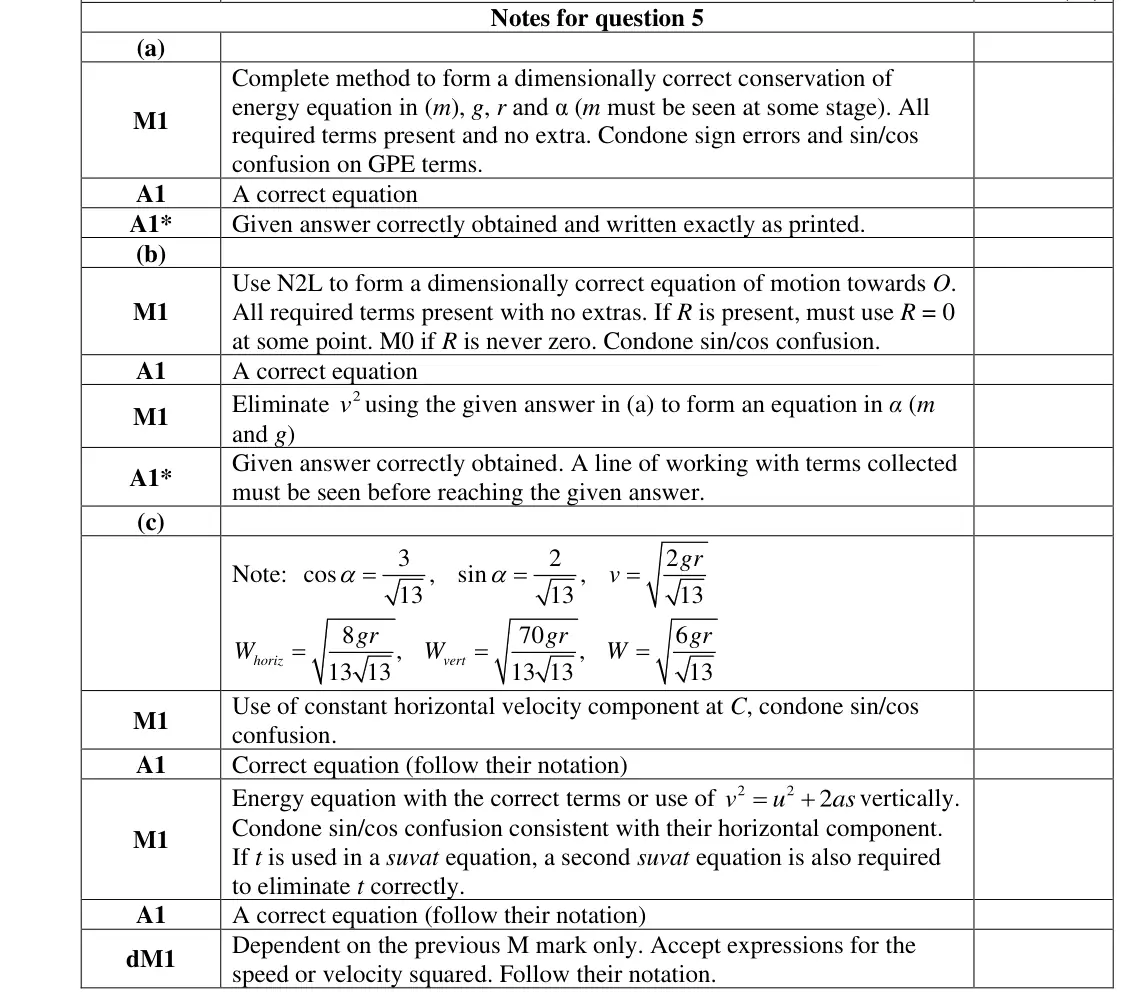 Notes for question 5
(a)
M1 Complete method to form a dimensionally correct conservation of
energy equation in (m), g, r and α (m must be seen at some stage). All
required terms present and no extra. Condone sign errors and sin/cos
confusion on GPE terms.
A1 A correct equation
A1* Given answer correctly obtained and written exactly as printed.
(b)
M1 Use N2L to form a dimensionally correct equation of motion towards O.
All required terms present with no extras. If R is present, must use R = 0
at some point. M0 if R is never zero. Condone sin/cos confusion.
A1 A correct equation
M1 Eliminate v² using the given answer in (a) to form an equation in α (m
and g)
A1* Given answer correctly obtained. A line of working with terms collected
must be seen before reaching the given answer.
(c)
Note: cos α = 3/√13, sin α = 2/√13, v = √(2gr/√13)
W_horiz = √(8gr/(13√13)), W_vert = √(70gr/(13√13)), W = √(6gr/√13)
M1 Use of constant horizontal velocity component at C, condone sin/cos
confusion.
A1 Correct equation (follow their notation)
M1 Energy equation with the correct terms or use of v² = u² + 2as vertically.
Condone sin/cos confusion consistent with their horizontal component.
If t is used in a suvat equation, a second suvat equation is also required
to eliminate t correctly.
A1 A correct equation (follow their notation)
dM1 Dependent on the previous M mark only. Accept expressions for the
speed or velocity squared. Follow their notation.